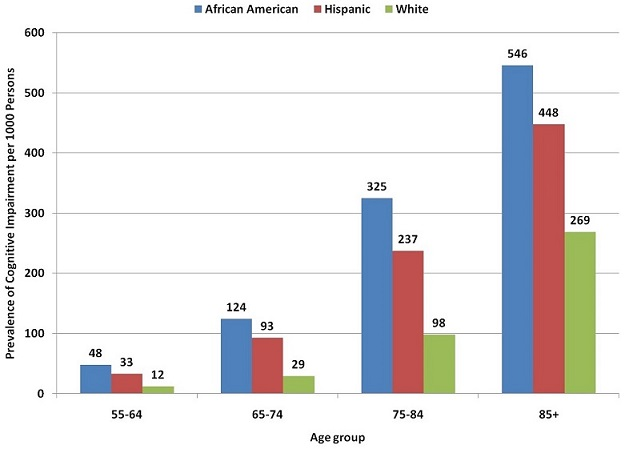 African American Hispanic White
Prevalence of Cognitive Impairment per 1000 Persons
600
500
400
300
200
100
0
48 33 12
124 93 29
325 237 98
546 448 269
55-64 65-74 75-84 85+
Age group